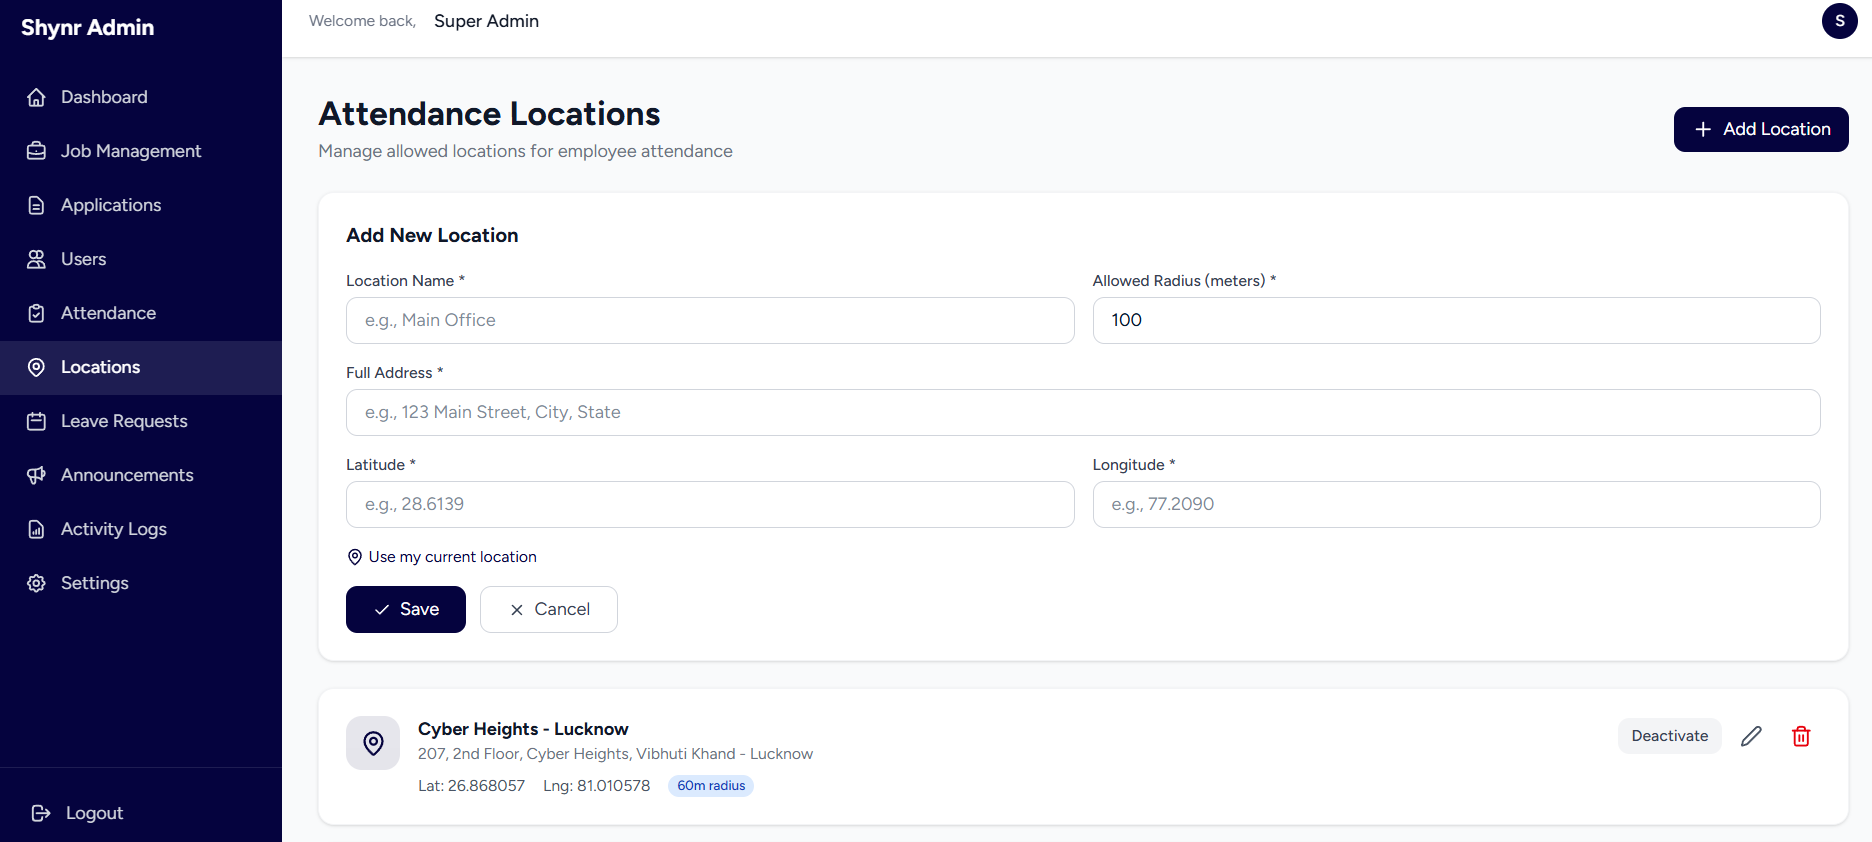 Shynr Admin
Welcome back, Super Admin
S
Dashboard
Job Management
Applications
Users
Attendance
Locations
Leave Requests
Announcements
Activity Logs
Settings
Logout
Attendance Locations
Manage allowed locations for employee attendance
Add Location
Add New Location
Location Name *
e.g., Main Office
Allowed Radius (meters) *
100
Full Address *
e.g., 123 Main Street, City, State
Latitude *
e.g., 28.6139
Longitude *
e.g., 77.2090
Use my current location
Save
Cancel
Cyber Heights - Lucknow
207, 2nd Floor, Cyber Heights, Vibhuti Khand - Lucknow
Lat: 26.868057 Lng: 81.010578 60m radius
Deactivate